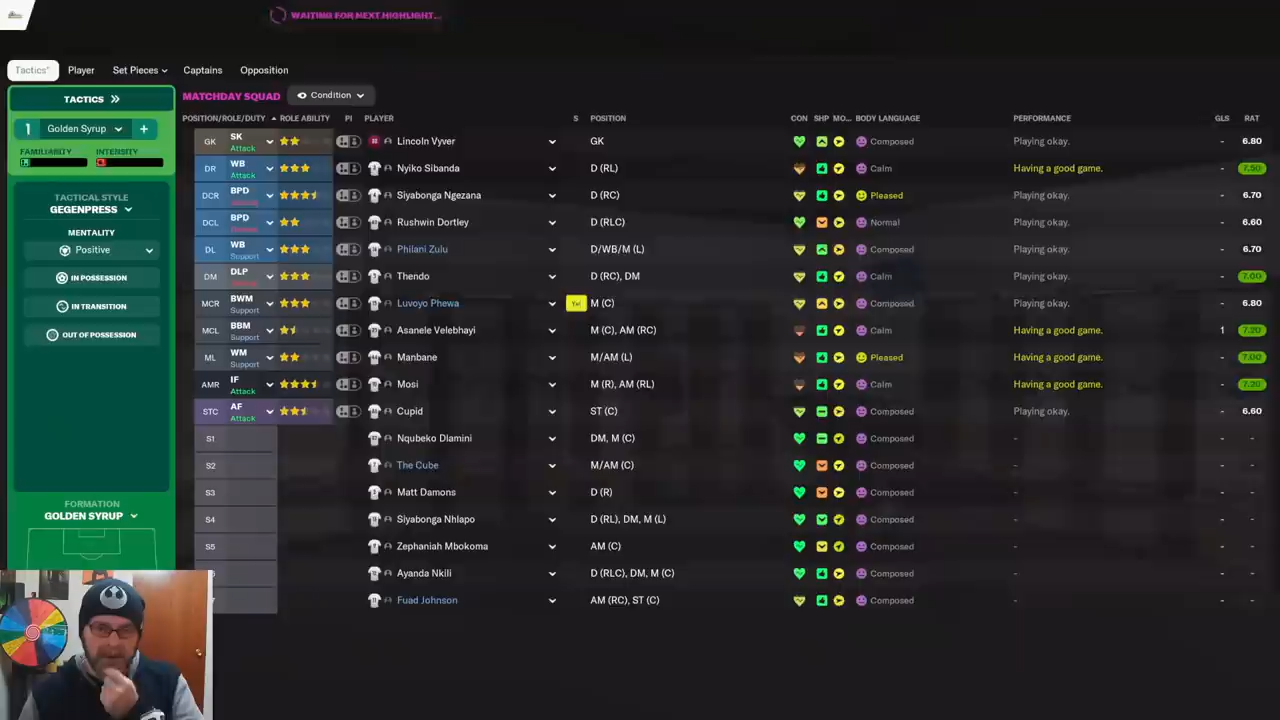 WAITING FOR NEXT HIGHLIGHT...
Tactics* Player Set Pieces Captains Opposition
TACTICS
MATCHDAY SQUAD Condition
1 Golden Syrup +
FAMILIARITY INTENSITY
TACTICAL STYLE
GEGENPRESS
MENTALITY
Positive
IN POSSESSION
IN TRANSITION
OUT OF POSSESSION
FORMATION
GOLDEN SYRUP
POSITION/ROLE/DUTY ROLE ABILITY PI PLAYER S POSITION CON SHP MO... BODY LANGUAGE PERFORMANCE GLS RAT
GK SK Attack Lincoln Vyver GK Composed Playing okay. - 6.80
DR WB Attack Nyiko Sibanda D (RL) Calm Having a good game. - 7.50
DCR BPD Siyabonga Ngezana D (RC) Pleased Playing okay. - 6.70
DCL BPD Rushwin Dortley D (RLC) Normal Playing okay. - 6.60
DL WB Support Philani Zulu D/WB/M (L) Composed Playing okay. - 6.70
DM DLP Thendo D (RC), DM Calm Playing okay. - 7.00
MCR BWM Support Luvoyo Phewa Yel M (C) Composed Playing okay. - 6.80
MCL BBM Support Asanele Velebhayi M (C), AM (RC) Calm Having a good game. 1 7.20
ML WM Support Manbane M/AM (L) Pleased Having a good game. - 7.00
AMR IF Attack Mosi M (R), AM (RL) Calm Having a good game. - 7.20
STC AF Attack Cupid ST (C) Composed Playing okay. - 6.60
S1 Nqubeko Dlamini DM, M (C) Composed - - -
S2 The Cube M/AM (C) Composed - - -
S3 Matt Damons D (R) Composed - - -
S4 Siyabonga Nhlapo D (RL), DM, M (L) Composed - - -
S5 Zephaniah Mbokoma AM (C) Composed - - -
Ayanda Nkili D (RLC), DM, M (C) Composed - - -
Fuad Johnson AM (RC), ST (C) Composed - - -